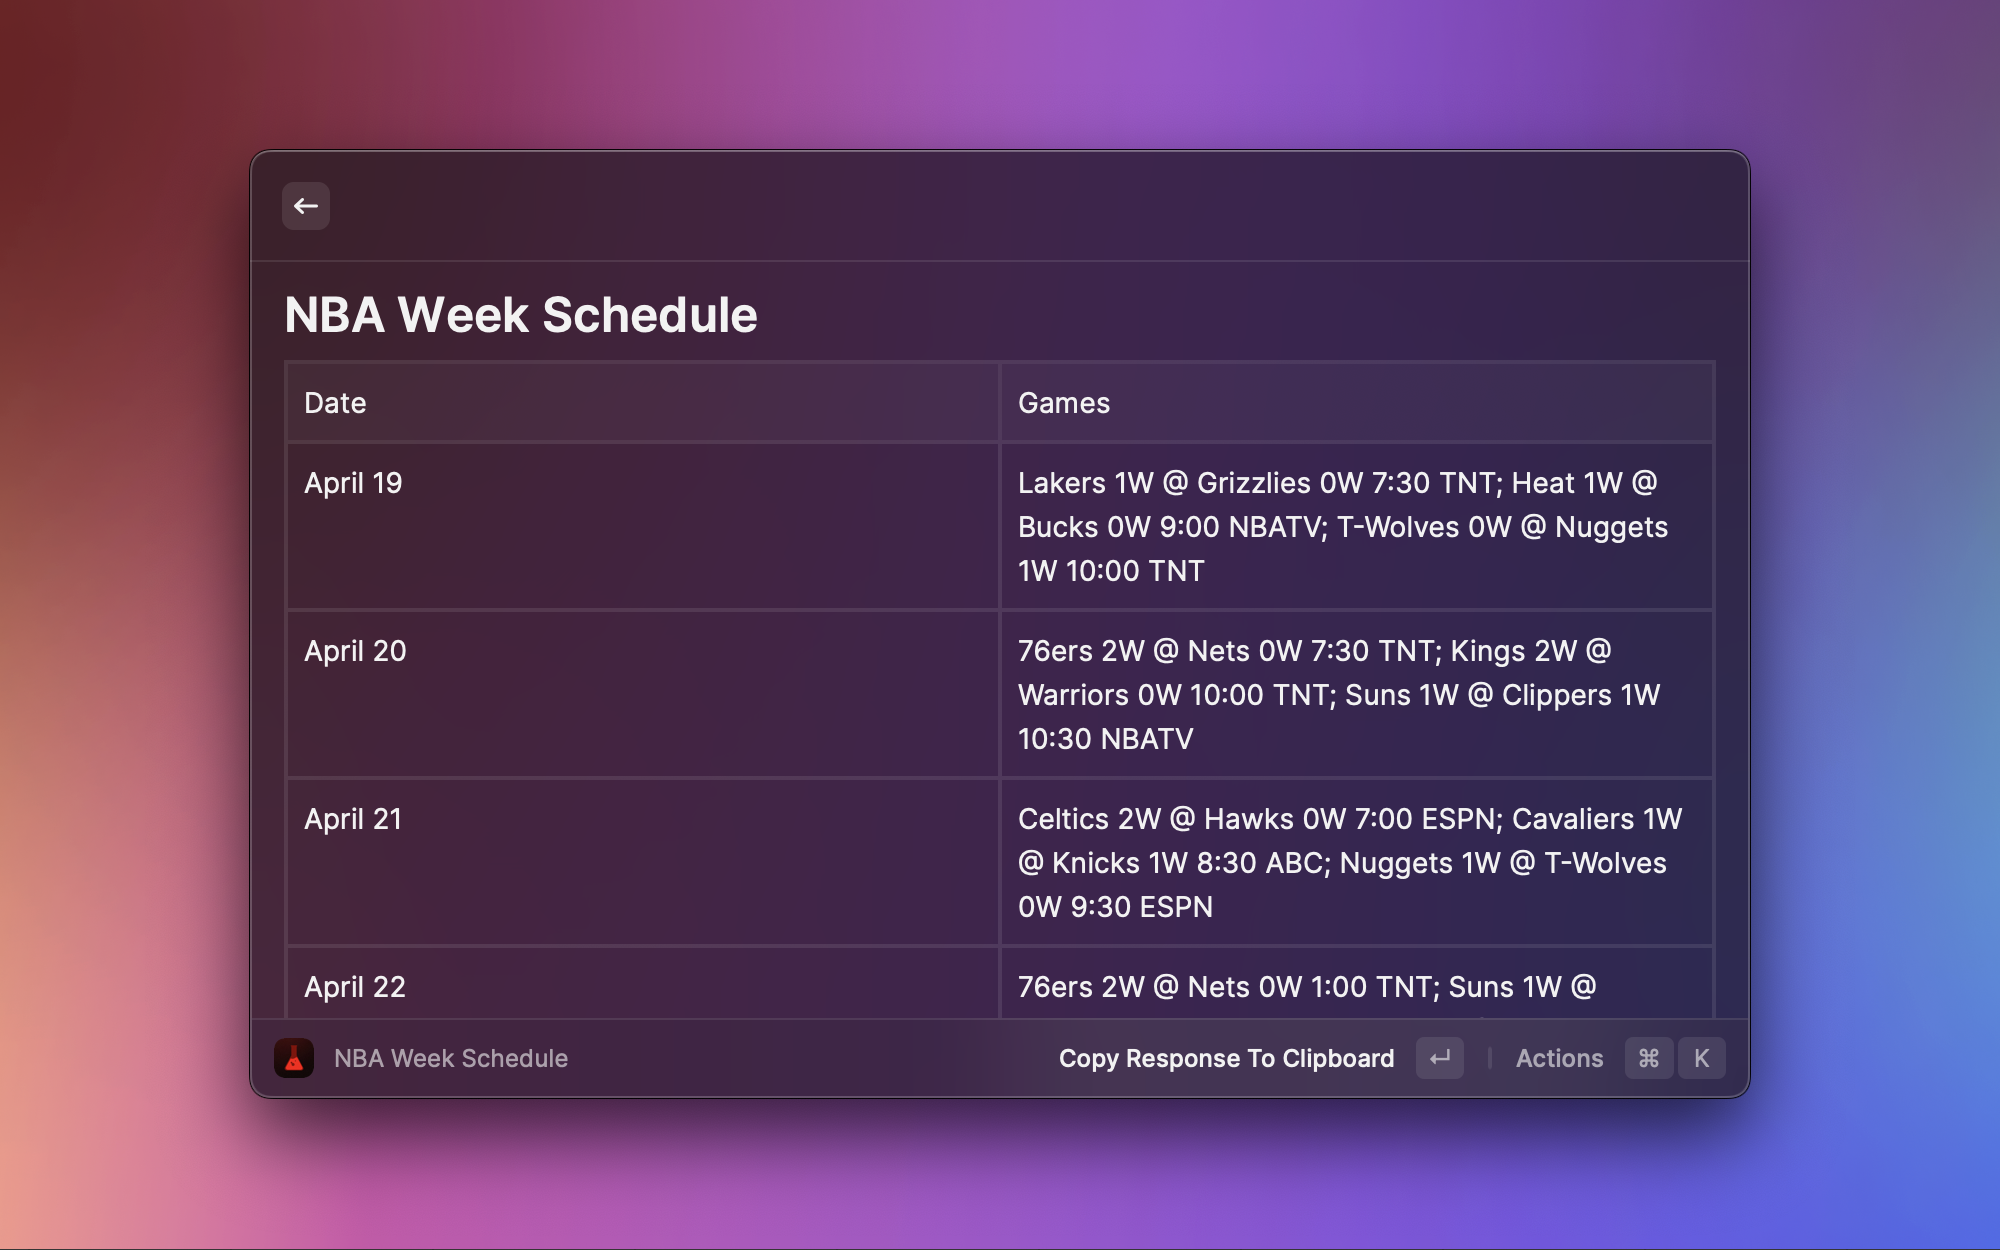 NBA Week Schedule
Date
Games
April 19
Lakers 1W @ Grizzlies 0W 7:30 TNT; Heat 1W @
Bucks 0W 9:00 NBATV; T-Wolves 0W @ Nuggets
1W 10:00 TNT
April 20
76ers 2W @ Nets 0W 7:30 TNT; Kings 2W @
Warriors 0W 10:00 TNT; Suns 1W @ Clippers 1W
10:30 NBATV
April 21
Celtics 2W @ Hawks 0W 7:00 ESPN; Cavaliers 1W
@ Knicks 1W 8:30 ABC; Nuggets 1W @ T-Wolves
0W 9:30 ESPN
April 22
76ers 2W @ Nets 0W 1:00 TNT; Suns 1W @
NBA Week Schedule
Copy Response To Clipboard
Actions
⌘ K